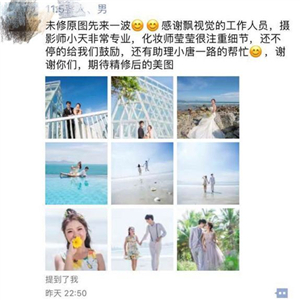 未修原图先来一波😊😊感谢飘视觉的工作人员，摄
影师小天非常专业，化妆师莹莹很注重细节，还不
停的给我们鼓励，还有助理小唐一路的帮忙😊，谢
谢你们，期待精修后的美图
提到了我
昨天 22:50